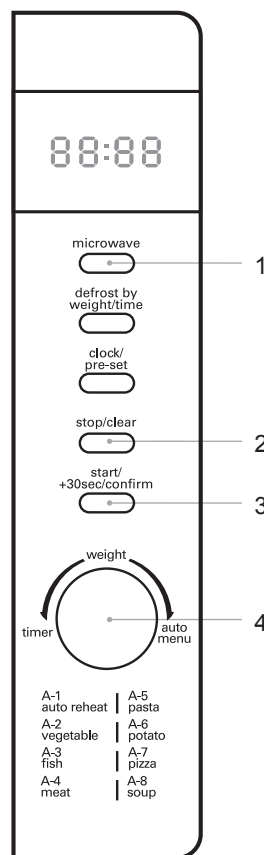 88:88
microwave
1
defrost by
weight/time
clock/
pre-set
stop/clear
2
start/
+30sec/confirm
3
weight
4
timer
auto
menu
A-1
auto reheat
A-2
vegetable
A-3
fish
A-4
meat
A-5
pasta
A-6
potato
A-7
pizza
A-8
soup